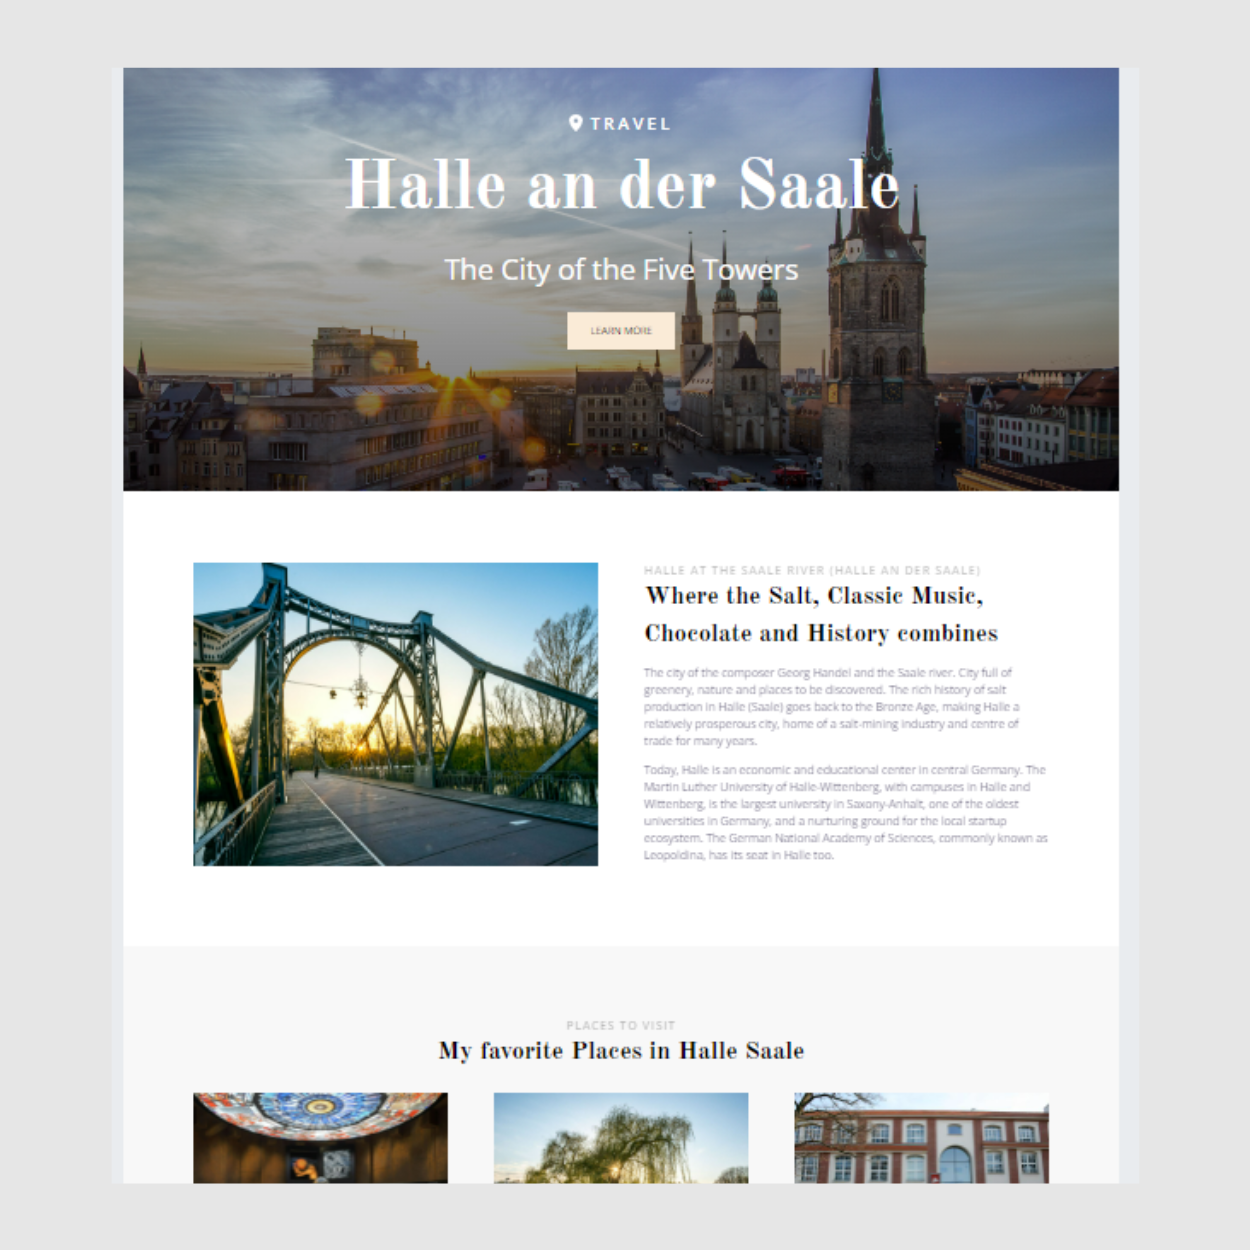 TRAVEL
Halle an der Saale
The City of the Five Towers
LEARN MORE
HALLE AT THE SAALE RIVER (HALLE AN DER SAALE)
Where the Salt, Classic Music,
Chocolate and History combines
The city of the composer Georg Handel and the Saale river. City full of
greenery, nature and places to be discovered. The rich history of salt
production in Halle (Saale) goes back to the Bronze Age, making Halle a
relatively prosperous city, home of a salt-mining industry and centre of
trade for many years.
Today, Halle is an economic and educational center in central Germany. The
Martin Luther University of Halle-Wittenberg, with campuses in Halle and
Wittenberg, is the largest university in Saxony-Anhalt, one of the oldest
universities in Germany, and a nurturing ground for the local startup
ecosystem. The German National Academy of Sciences, commonly known as
Leopoldina, has its seat in Halle too.
PLACES TO VISIT
My favorite Places in Halle Saale